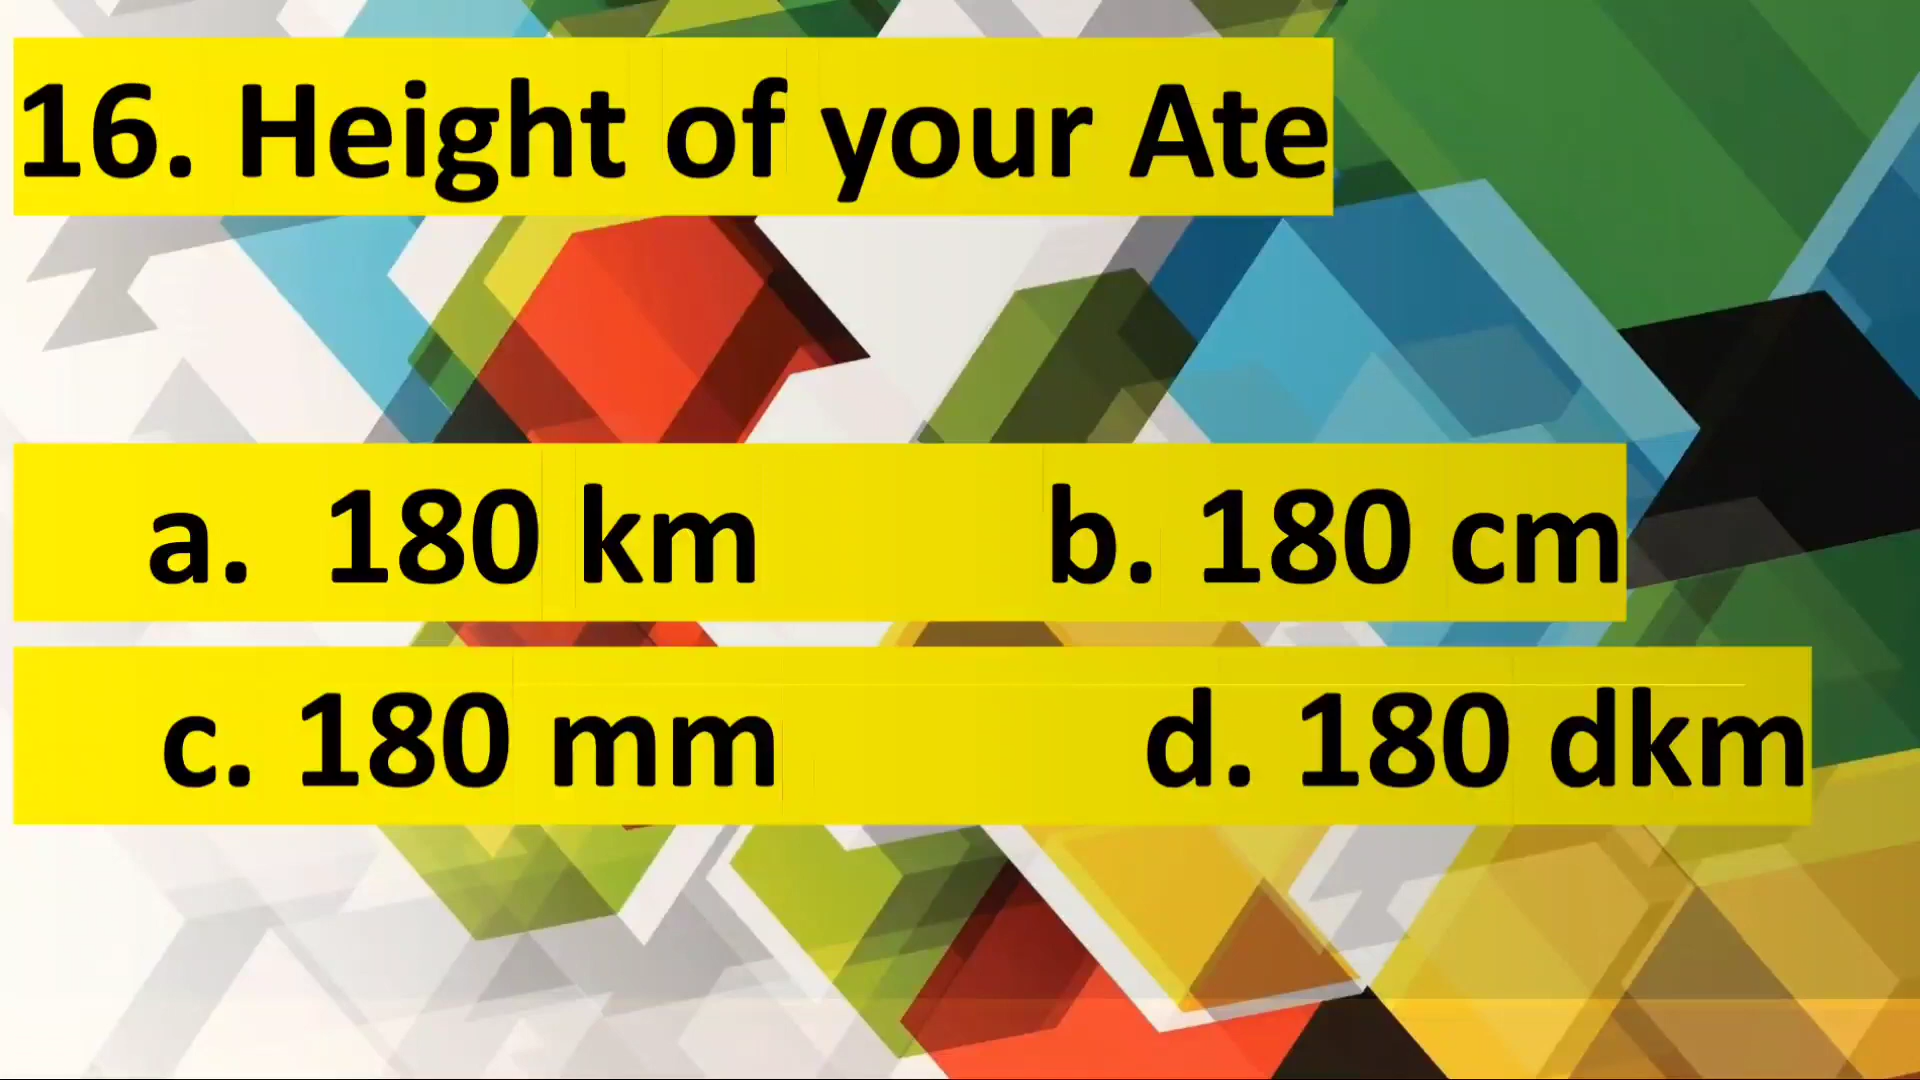 16. Height of your Ate
a. 180 km b. 180 cm
c. 180 mm d. 180 dkm